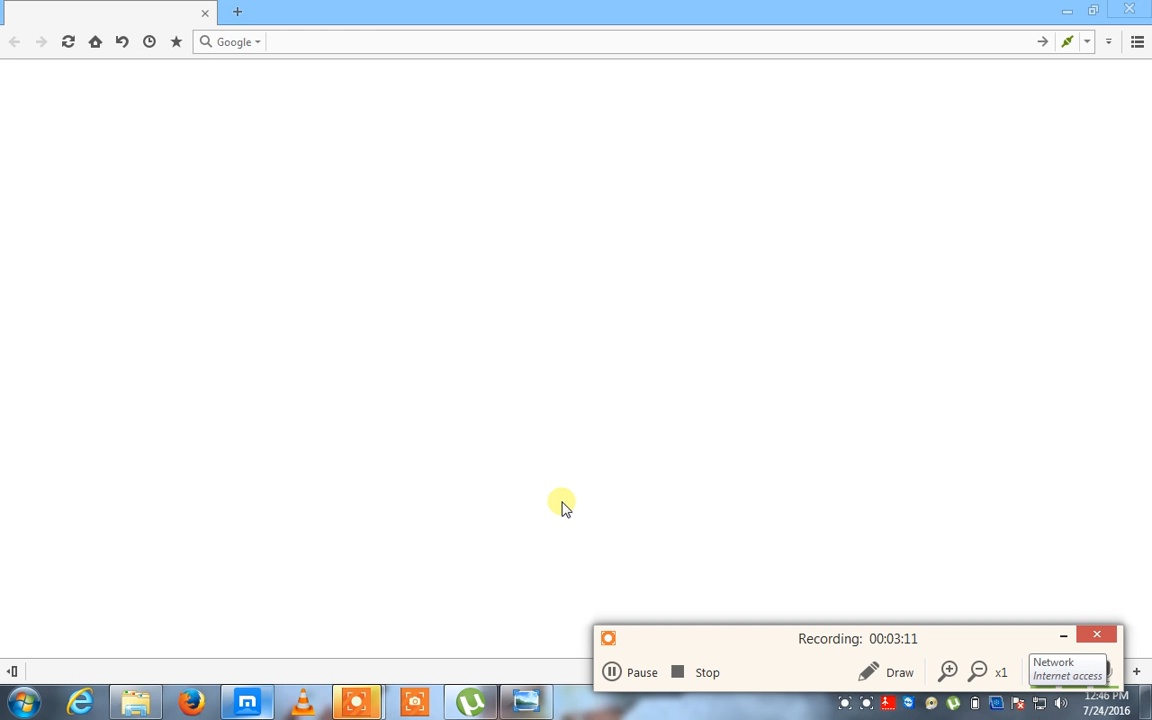 Google
Recording: 00:03:11
Pause
Stop
Draw
x1
Network
Internet access
12:46 PM
7/24/2016